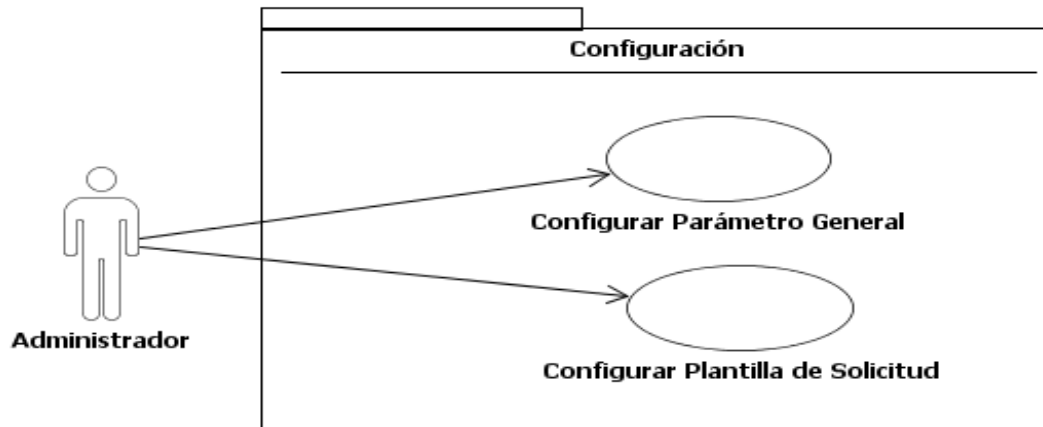 Configuración
Configurar Parámetro General
Administrador
Configurar Plantilla de Solicitud